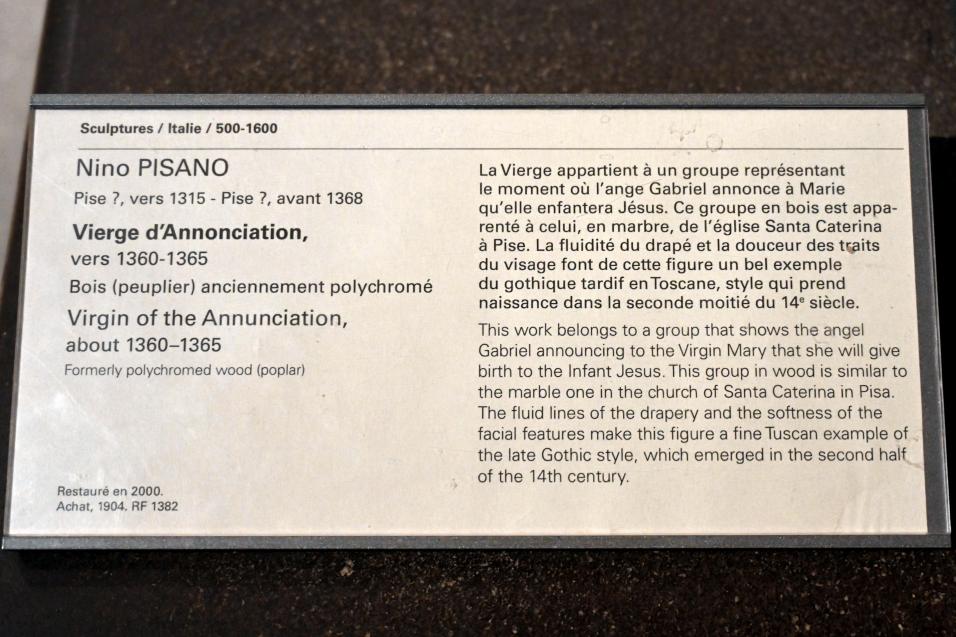 Sculptures / Italie / 500-1600
Nino PISANO
Pise ?, vers 1315 - Pise ?, avant 1368
Vierge d'Annonciation,
vers 1360-1365
Bois (peuplier) anciennement polychromé
Virgin of the Annunciation,
about 1360–1365
Formerly polychromed wood (poplar)
Restauré en 2000.
Achat, 1904. RF 1382
La Vierge appartient à un groupe représentant
le moment où l'ange Gabriel annonce à Marie
qu'elle enfantera Jésus. Ce groupe en bois est appa-
renté à celui, en marbre, de l'église Santa Caterina
à Pise. La fluidité du drapé et la douceur des traits
du visage font de cette figure un bel exemple
du gothique tardif en Toscane, style qui prend
naissance dans la seconde moitié du 14e siècle.
This work belongs to a group that shows the angel
Gabriel announcing to the Virgin Mary that she will give
birth to the Infant Jesus. This group in wood is similar to
the marble one in the church of Santa Caterina in Pisa.
The fluid lines of the drapery and the softness of the
facial features make this figure a fine Tuscan example of
the late Gothic style, which emerged in the second half
of the 14th century.